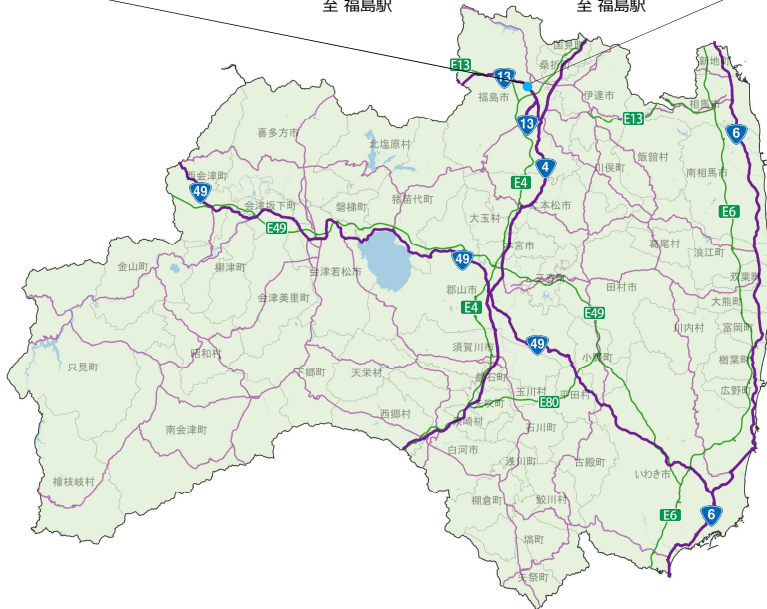 至 福島駅
至 福島駅
国見町
桑折町
E13
13
新地町
福島市
伊達市
相馬市
13
E13
6
喜多方市
北塩原村
飯舘村
川俣町
4
南相馬市
西会津町
E4
49
猪苗代町
会津坂下町
磐梯町
大玉村
二本松市
E6
E49
本宮市
葛尾村
浪江町
49
金山町
柳津町
会津若松市
三春町
双葉町
郡山市
田村市
会津美里町
大熊町
E4
E49
川内村
富岡町
須賀川市
49
昭和村
小野町
楢葉町
只見町
下郷町
天栄村
鏡石町
玉川村
平田村
広野町
E80
矢吹町
西郷村
泉崎村
石川町
南会津町
白河市
浅川町
古殿町
いわき市
檜枝岐村
棚倉町
鮫川村
E6
6
塙町
矢祭町